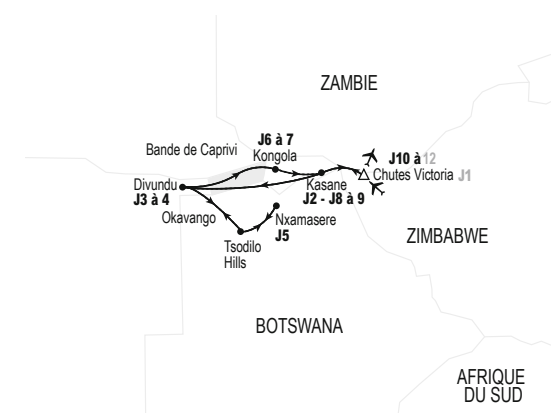 ZAMBIE
J6 à 7
Bande de Caprivi
Kongola
J10 à 12
Chutes Victoria J1
Divundu
J3 à 4
Kasane
J2 - J8 à 9
Okavango
Nxamasere
J5
Tsodilo
Hills
ZIMBABWE
BOTSWANA
AFRIQUE
DU SUD